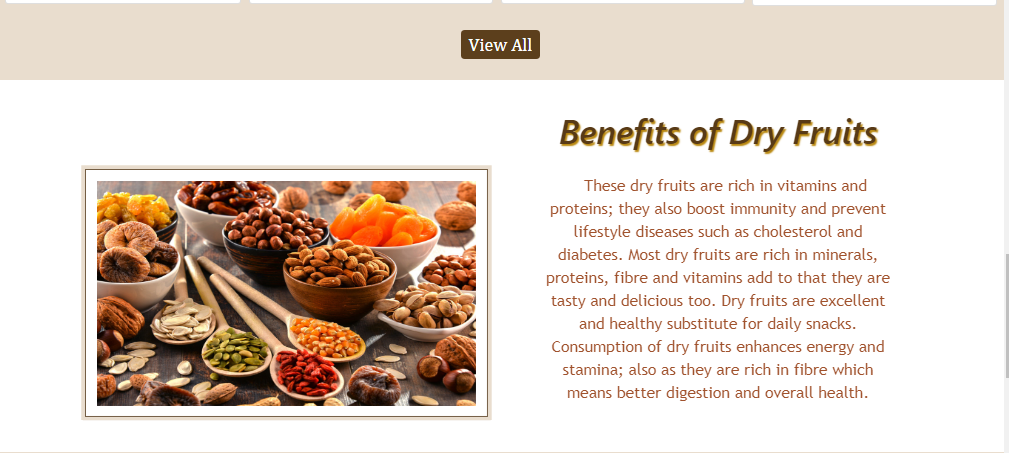 View All
Benefits of Dry Fruits
These dry fruits are rich in vitamins and
proteins; they also boost immunity and prevent
lifestyle diseases such as cholesterol and
diabetes. Most dry fruits are rich in minerals,
proteins, fibre and vitamins add to that they are
tasty and delicious too. Dry fruits are excellent
and healthy substitute for daily snacks.
Consumption of dry fruits enhances energy and
stamina; also as they are rich in fibre which
means better digestion and overall health.